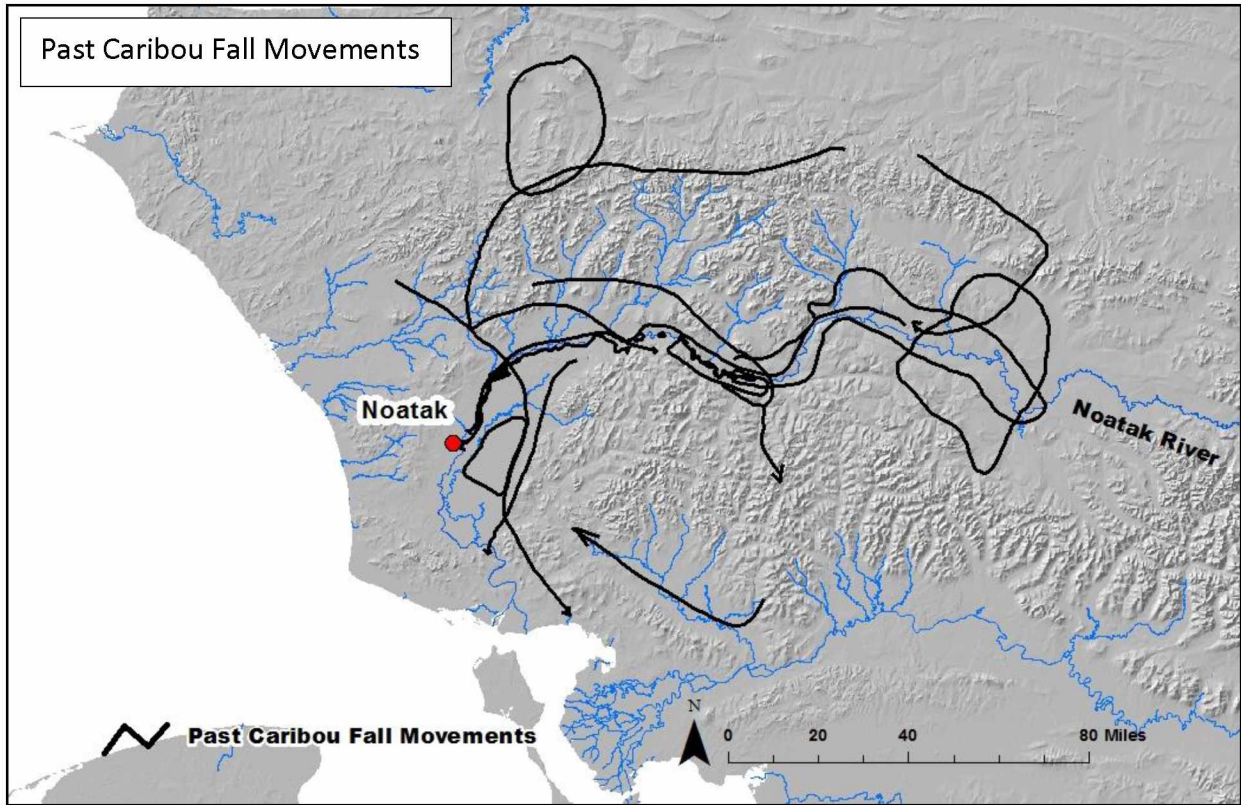 Past Caribou Fall Movements
Noatak
Noatak River
Past Caribou Fall Movements
N
0 20 40 80 Miles